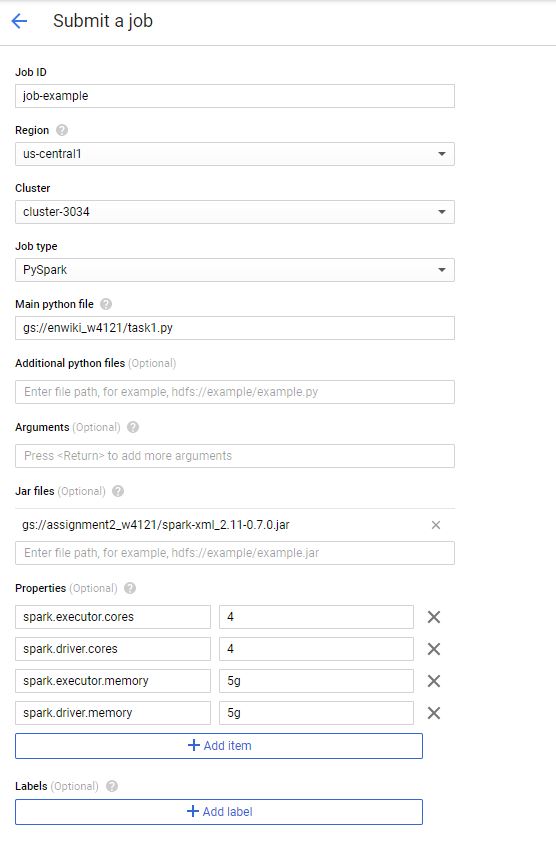 Submit a job
Job ID
job-example
Region
us-central1
Cluster
cluster-3034
Job type
PySpark
Main python file
gs://enwiki_w4121/task1.py
Additional python files (Optional)
Enter file path, for example, hdfs://example/example.py
Arguments (Optional)
Press <Return> to add more arguments
Jar files (Optional)
gs://assignment2_w4121/spark-xml_2.11-0.7.0.jar
Enter file path, for example, hdfs://example/example.jar
Properties (Optional)
spark.executor.cores 4
spark.driver.cores 4
spark.executor.memory 5g
spark.driver.memory 5g
+ Add item
Labels (Optional)
+ Add label